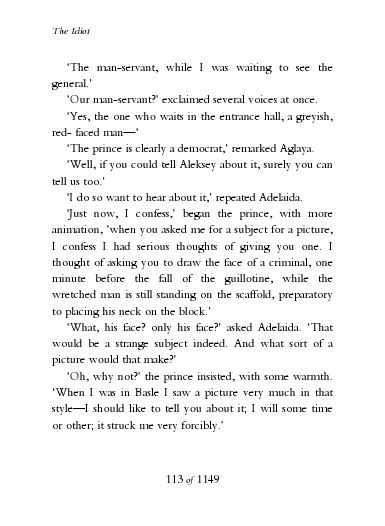 The Idiot
‘The man-servant, while I was waiting to see the
general.’
‘Our man-servant?’ exclaimed several voices at once.
‘Yes, the one who waits in the entrance hall, a greyish,
red- faced man—‘
‘The prince is clearly a democrat,’ remarked Aglaya.
‘Well, if you could tell Aleksey about it, surely you can
tell us too.’
‘I do so want to hear about it,’ repeated Adelaida.
‘Just now, I confess,’ began the prince, with more
animation, ‘when you asked me for a subject for a picture,
I confess I had serious thoughts of giving you one. I
thought of asking you to draw the face of a criminal, one
minute before the fall of the guillotine, while the
wretched man is still standing on the scaffold, preparatory
to placing his neck on the block.’
‘What, his face? only his face?’ asked Adelaida. ‘That
would be a strange subject indeed. And what sort of a
picture would that make?’
‘Oh, why not?’ the prince insisted, with some warmth.
‘When I was in Basle I saw a picture very much in that
style—I should like to tell you about it; I will some time
or other; it struck me very forcibly.’
113 of 1149